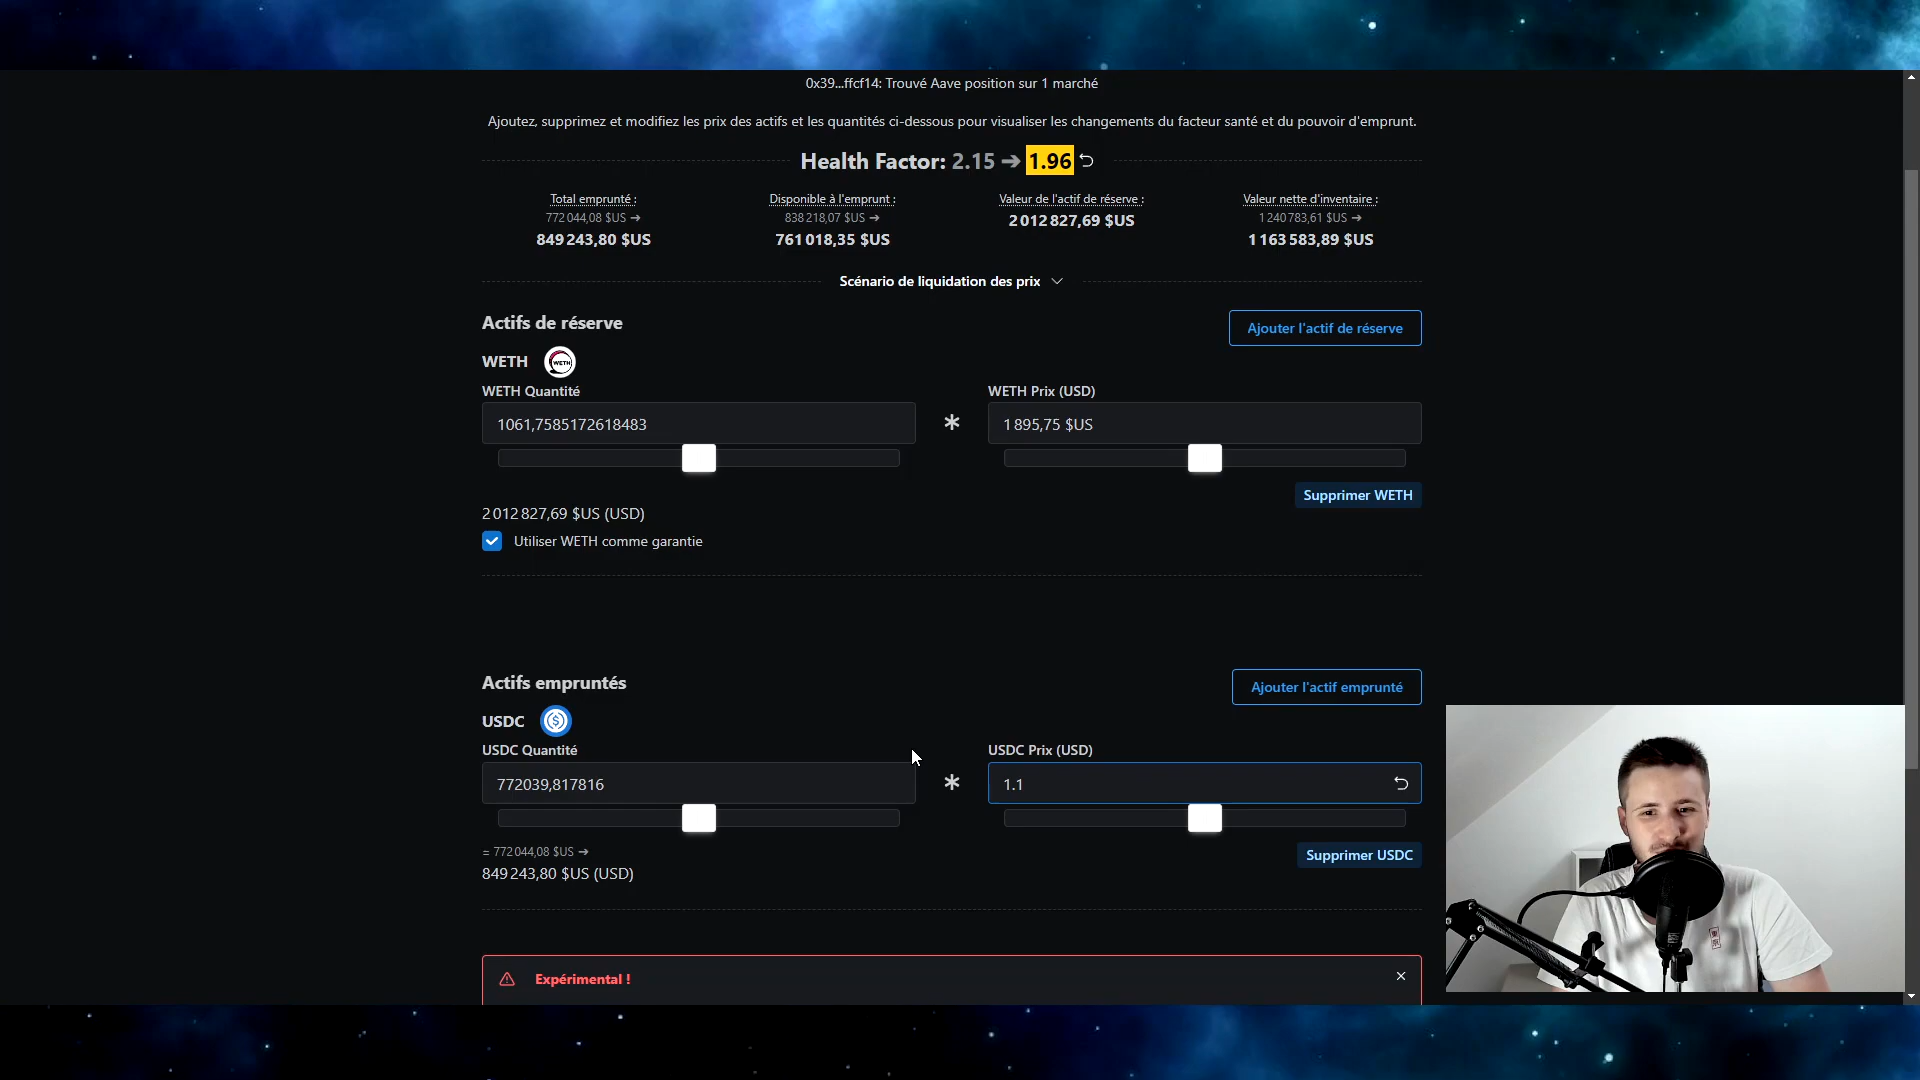 0x39...ffcf14: Trouvé Aave position sur 1 marché
Ajoutez, supprimez et modifiez les prix des actifs et les quantités ci-dessous pour visualiser les changements du facteur santé et du pouvoir d'emprunt.
Health Factor: 2.15 ➔ 1.96
Total emprunté :
772 044,08 $US →
849 243,80 $US
Disponible à l'emprunt :
838 218,07 $US →
761 018,35 $US
Valeur de l'actif de réserve :
2 012 827,69 $US
Valeur nette d'inventaire :
1 240 783,61 $US →
1 163 583,89 $US
Scénario de liquidation des prix
Actifs de réserve
Ajouter l'actif de réserve
WETH
WETH
WETH Quantité
1061,7585172618483
*
WETH Prix (USD)
1 895,75 $US
Supprimer WETH
2 012 827,69 $US (USD)
Utiliser WETH comme garantie
Actifs empruntés
Ajouter l'actif emprunté
USDC
USDC Quantité
772039,817816
*
USDC Prix (USD)
1.1
= 772 044,08 $US →
849 243,80 $US (USD)
Supprimer USDC
Expérimental !